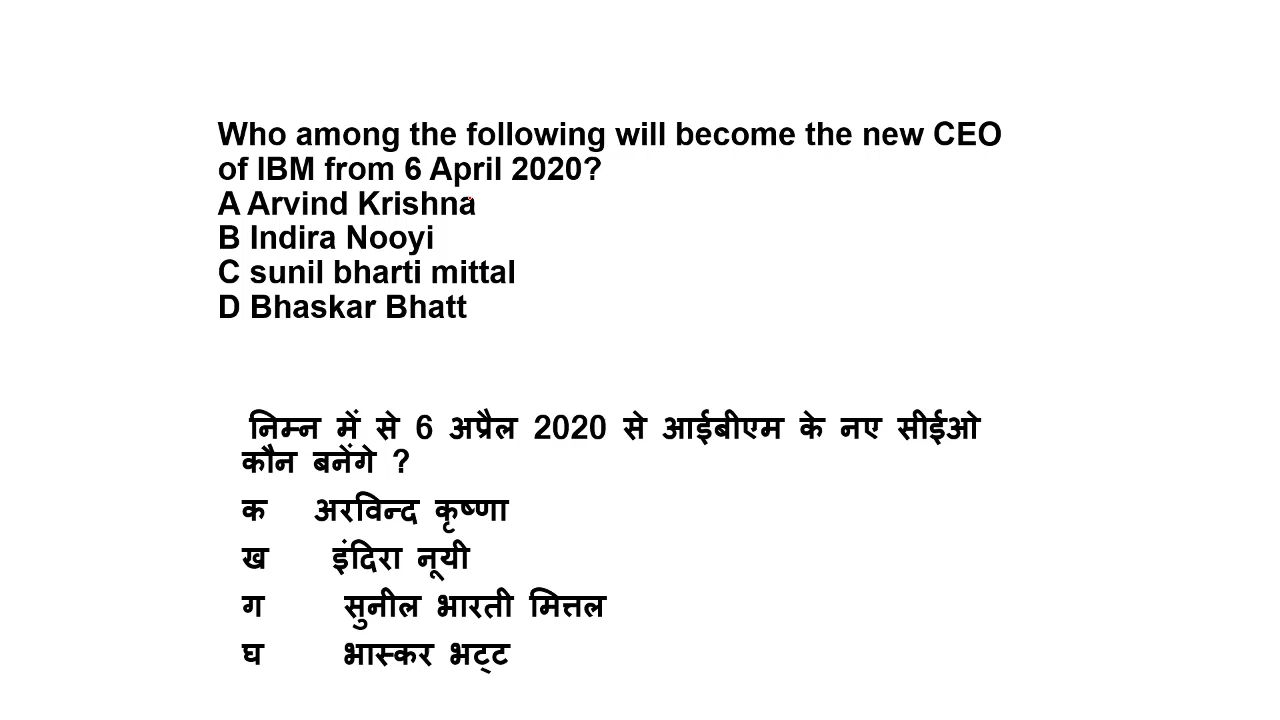 Who among the following will become the new CEO
of IBM from 6 April 2020?
A Arvind Krishna
B Indira Nooyi
C sunil bharti mittal
D Bhaskar Bhatt
निम्न में से 6 अप्रैल 2020 से आईबीएम के नए सीईओ
कौन बनेंगे ?
क अरविन्द कृष्णा
ख इंदिरा नूयी
ग सुनील भारती मित्तल
घ भास्कर भट्ट